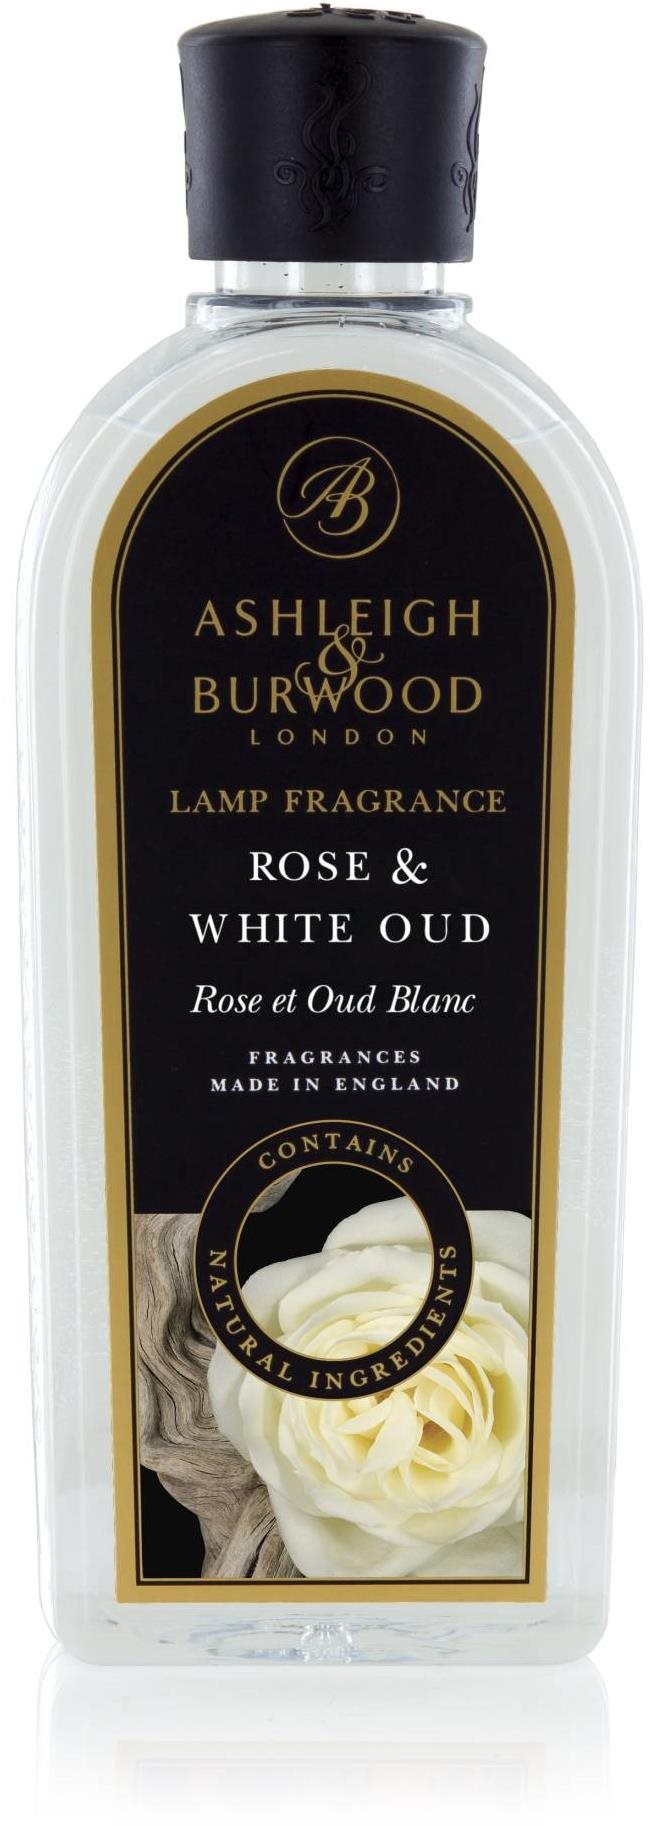 AB
ASHLEIGH
&
BURWOOD
LONDON
LAMP FRAGRANCE
ROSE &
WHITE OUD
Rose et Oud Blanc
FRAGRANCES
MADE IN ENGLAND
CONTAINS
NATURAL INGREDIENTS